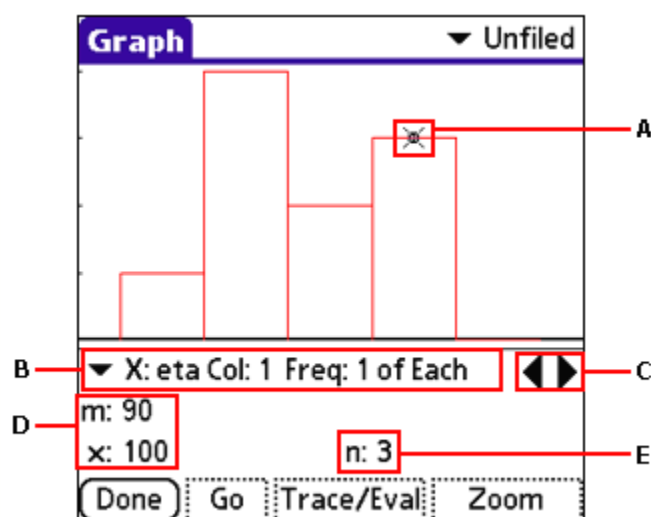 Graph Unfiled
A
B X: eta Col: 1 Freq: 1 of Each C
m: 90
D
x: 100 n: 3 E
Done Go Trace/Eval Zoom